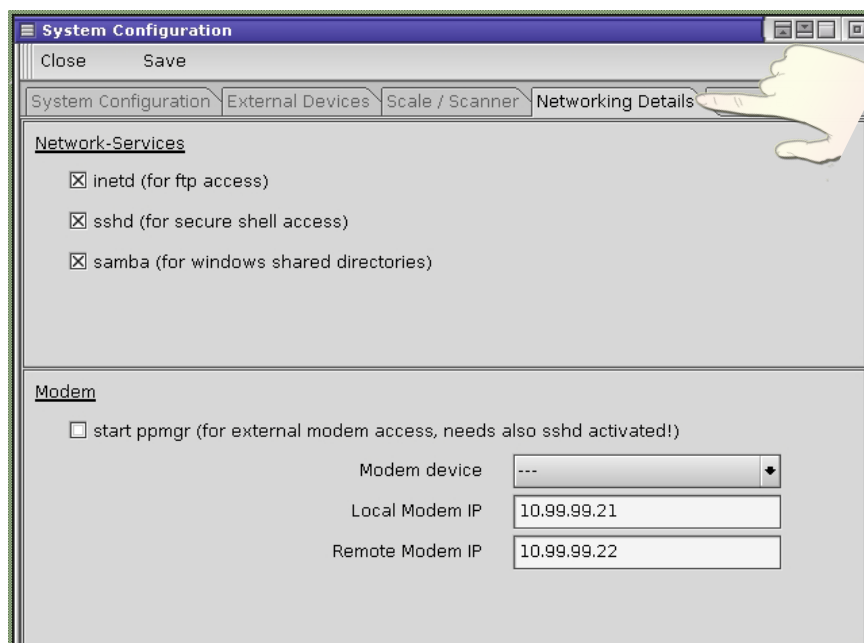 System Configuration
Close Save
System Configuration External Devices Scale / Scanner Networking Details
Network-Services
inetd (for ftp access)
sshd (for secure shell access)
samba (for windows shared directories)
Modem
start ppmgr (for external modem access, needs also sshd activated!)
Modem device ---
Local Modem IP 10.99.99.21
Remote Modem IP 10.99.99.22